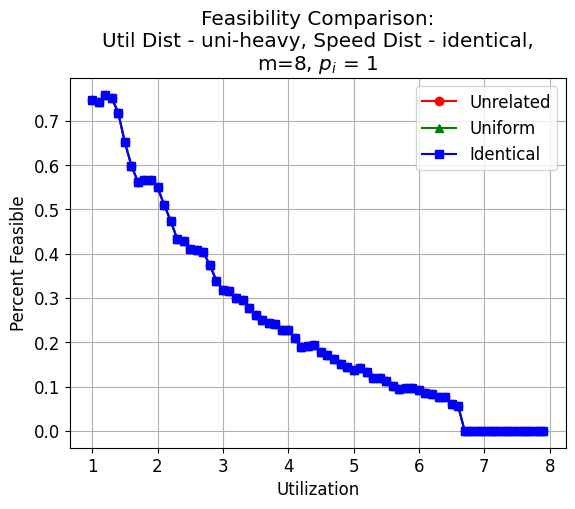 Feasibility Comparison:
Util Dist - uni-heavy, Speed Dist - identical,
m=8, pᵢ = 1
Unrelated
Uniform
Identical
Percent Feasible
0.7
0.6
0.5
0.4
0.3
0.2
0.1
0.0
1 2 3 4 5 6 7 8
Utilization